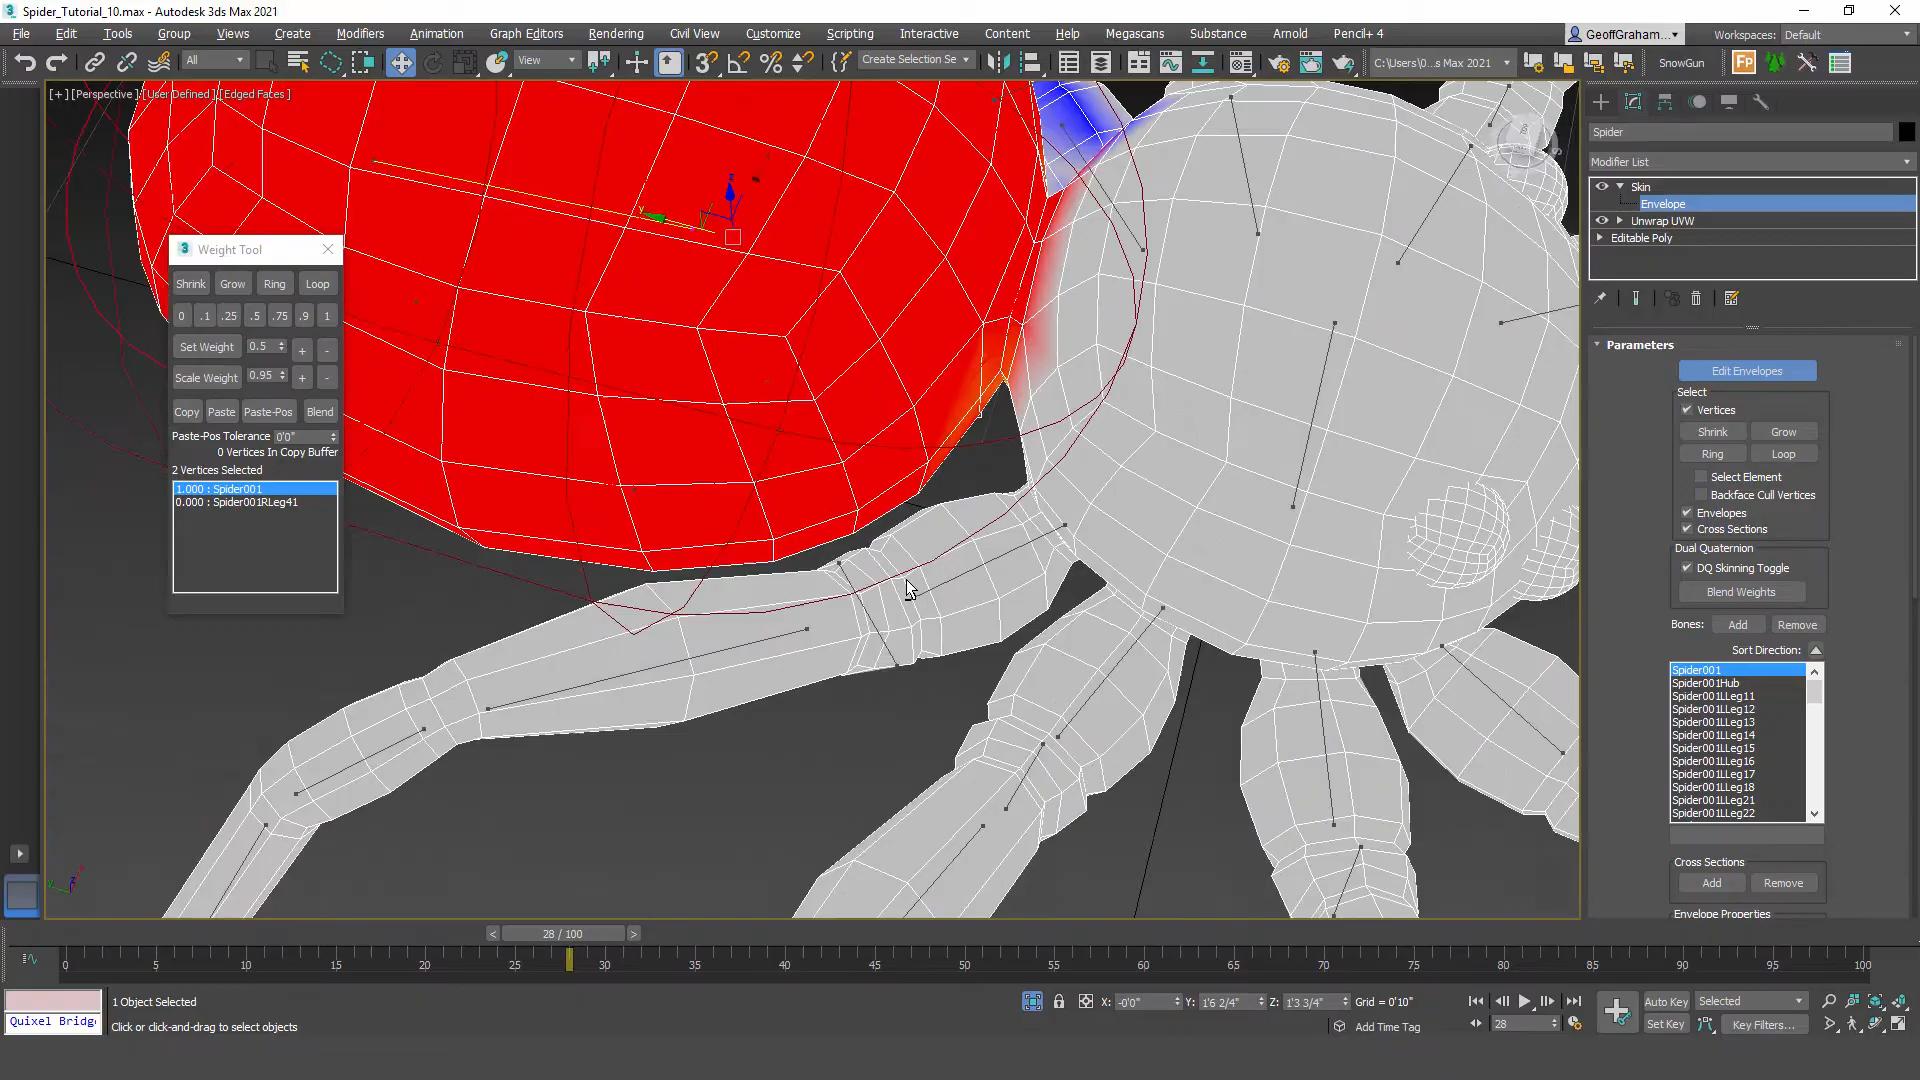 Spider_Tutorial_10.max - Autodesk 3ds Max 2021
File Edit Tools Group Views Create Modifiers Animation Graph Editors Rendering Civil View Customize Scripting Interactive Content Help Megascans Substance Arnold Pencil+ 4
GeoffGraham... Workspaces: Default
All View Create Selection Se C:\Users\0...s Max 2021 SnowGun
[+] [Perspective] [User Defined] [Edged Faces]
Weight Tool
Shrink Grow Ring Loop
0 .1 .25 .5 .75 .9 1
Set Weight 0.5 + -
Scale Weight 0.95 + -
Copy Paste Paste-Pos Blend
Paste-Pos Tolerance 0'0"
0 Vertices In Copy Buffer
2 Vertices Selected
1.000 : Spider001
0.000 : Spider001RLeg41
Spider
Modifier List
Skin
Envelope
Unwrap UVW
Editable Poly
Parameters
Edit Envelopes
Select
Vertices
Shrink Grow
Ring Loop
Select Element
Backface Cull Vertices
Envelopes
Cross Sections
Dual Quaternion
DQ Skinning Toggle
Blend Weights
Bones: Add Remove
Sort Direction:
Spider001
Spider001Hub
Spider001LLeg11
Spider001LLeg12
Spider001LLeg13
Spider001LLeg14
Spider001LLeg15
Spider001LLeg16
Spider001LLeg17
Spider001LLeg18
Spider001LLeg21
Spider001LLeg22
Cross Sections
Add Remove
Envelope Properties
< 28 / 100 >
0 5 10 15 20 25 30 35 40 45 50 55 60 65 70 75 80 85 90 95 100
1 Object Selected
X: -0'0" Y: 1'6 2/4" Z: 1'3 3/4" Grid = 0'10"
Auto Key Selected
Quixel Bridg
Click or click-and-drag to select objects
Add Time Tag
28
Set Key Key Filters...